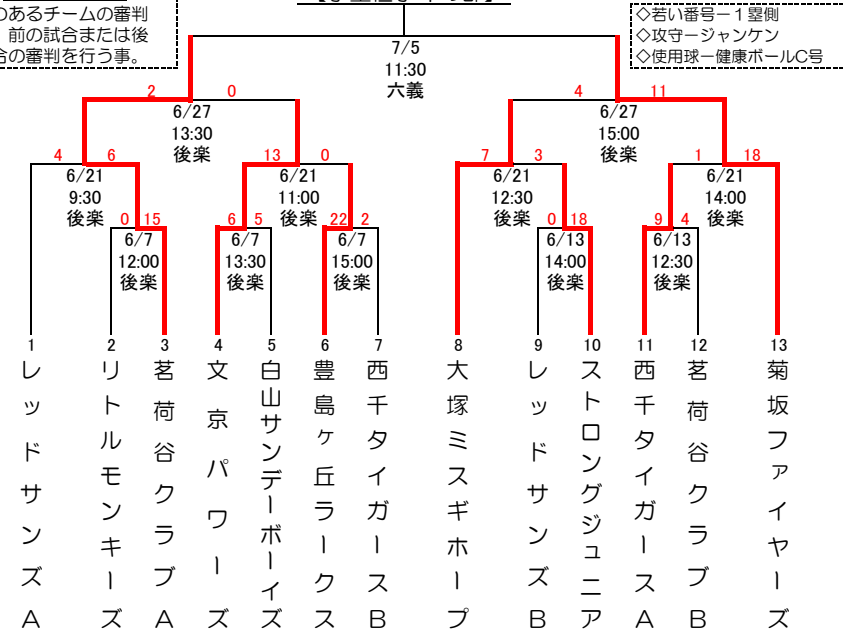 のあるチームの審判
前の試合または後
合の審判を行う事。
◇若い番号－１塁側
◇攻守－ジャンケン
◇使用球－健康ボールC号
7/5
11:30
六義
2 0
6/27
13:30
後楽
4 11
6/27
15:00
後楽
4 6
6/21
9:30
後楽
13 0
6/21
11:00
後楽
7 3
6/21
12:30
後楽
1 18
6/21
14:00
後楽
0 15
6/7
12:00
後楽
6 5
6/7
13:30
後楽
22 2
6/7
15:00
後楽
0 18
6/13
14:00
後楽
9 4
6/13
12:30
後楽
1
レッドサンズA
2
リトルモンキーズ
3
茗荷谷クラブA
4
文京パワーズ
5
白山サンデーボーイズ
6
豊島ヶ丘ラークス
7
西千タイガースB
8
大塚ミスギホープ
9
レッドサンズB
10
ストロングジュニア
11
西千タイガースA
12
茗荷谷クラブB
13
菊坂ファイヤーズ